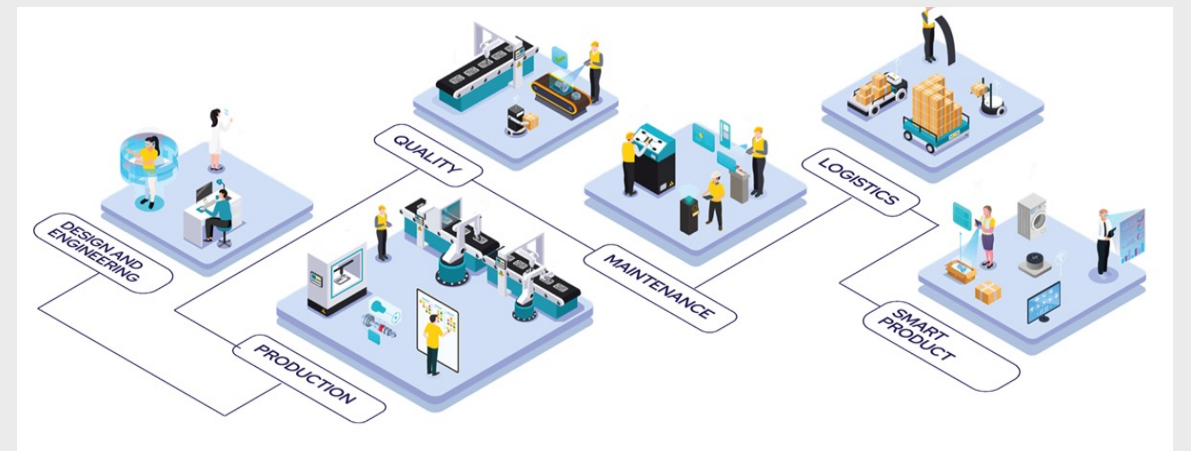 DESIGN AND
ENGINEERING
PRODUCTION
QUALITY
MAINTENANCE
LOGISTICS
SMART
PRODUCT